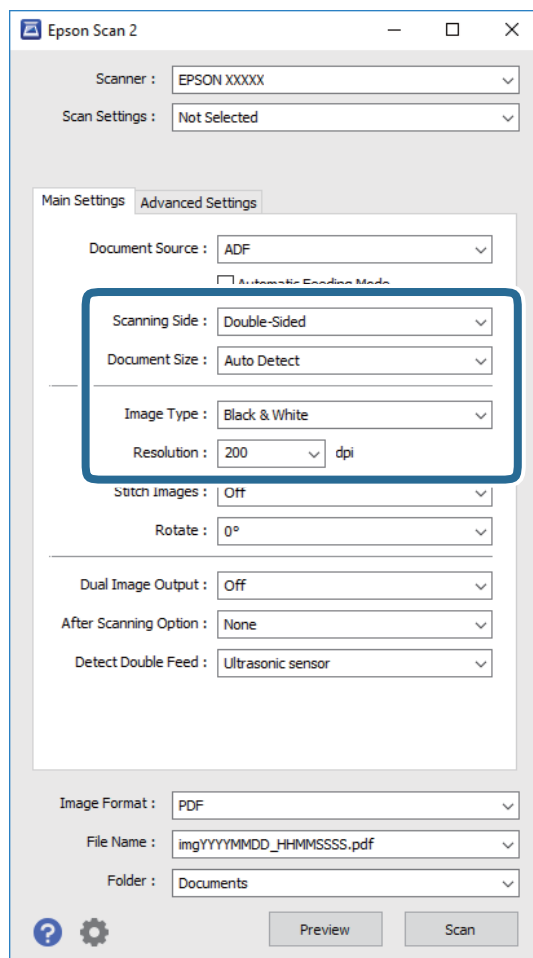 Epson Scan 2
Scanner : EPSON XXXXX
Scan Settings : Not Selected
Main Settings Advanced Settings
Document Source : ADF
Automatic Feeding Mode
Scanning Side : Double-Sided
Document Size : Auto Detect
Image Type : Black & White
Resolution : 200 dpi
Stitch Images : Off
Rotate : 0°
Dual Image Output : Off
After Scanning Option : None
Detect Double Feed : Ultrasonic sensor
Image Format : PDF
File Name : imgYYYYMMDD_HHMMSSSS.pdf
Folder : Documents
? Preview Scan